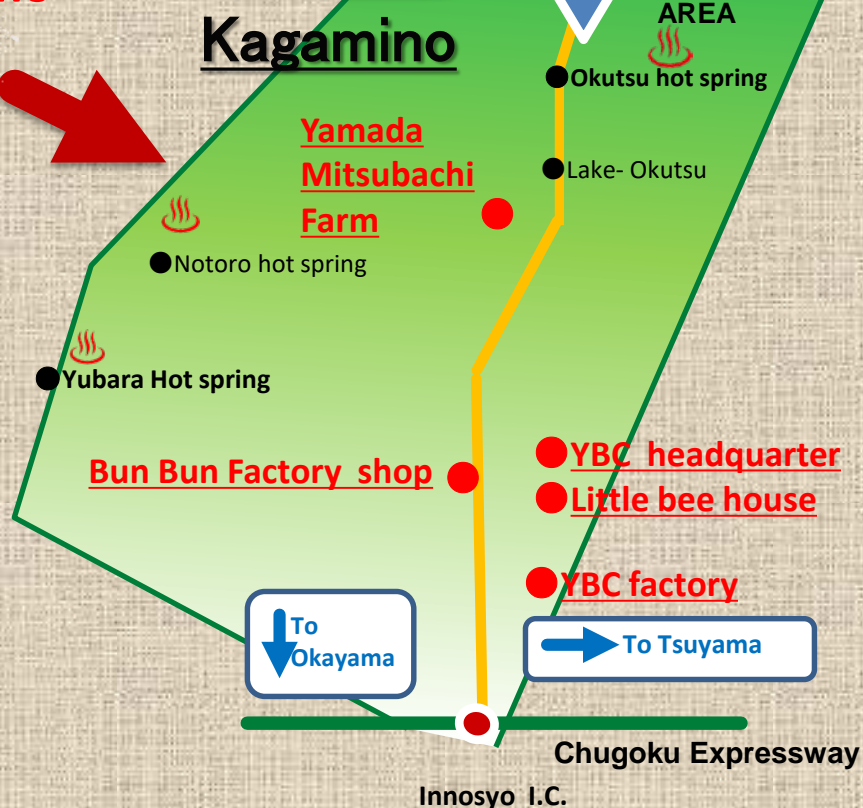 AREA
Kagamino
Okutsu hot spring
Yamada
Mitsubachi
Farm
Lake- Okutsu
Notoro hot spring
Yubara Hot spring
Bun Bun Factory shop
YBC headquarter
Little bee house
YBC factory
To
Okayama
To Tsuyama
Chugoku Expressway
Innosyo I.C.